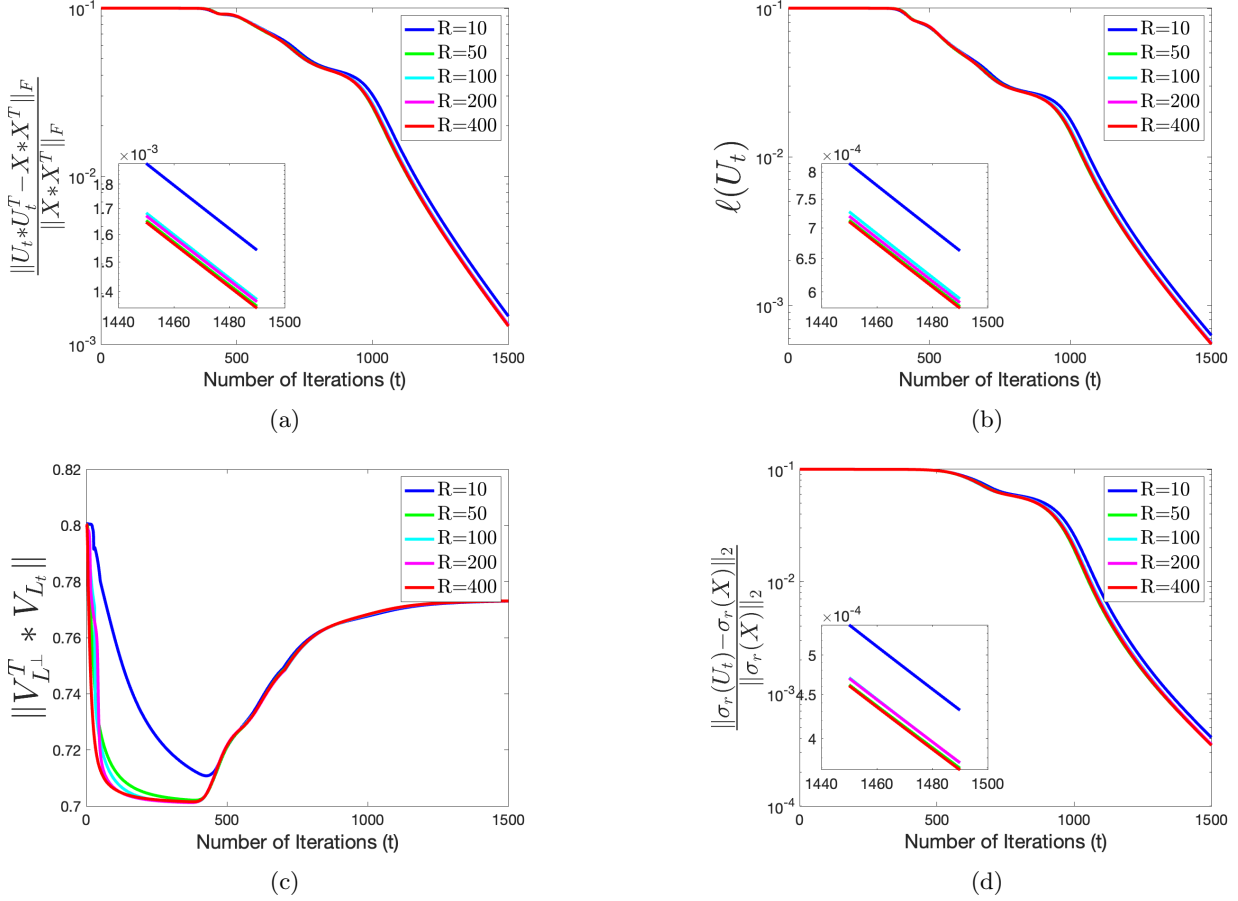 10^-1
10^-2
10^-3
||U_t*U_t^T−X*X^T||_F
||X*X^T||_F
R=10
R=50
R=100
R=200
R=400
×10^-3
1.8
1.7
1.6
1.5
1.4
1440 1460 1480 1500
0 500 1000 1500
Number of Iterations (t)
(a)
10^-1
10^-2
10^-3
ℓ(U_t)
R=10
R=50
R=100
R=200
R=400
×10^-4
8
7.5
7
6.5
6
1440 1460 1480 1500
0 500 1000 1500
Number of Iterations (t)
(b)
0.82
0.8
0.78
0.76
0.74
0.72
0.7
||V_{L^⊥}^T * V_{L_t}||
R=10
R=50
R=100
R=200
R=400
0 500 1000 1500
Number of Iterations (t)
(c)
10^-1
10^-2
10^-3
10^-4
||σ_r(U_t)−σ_r(X)||_2
||σ_r(X)||_2
R=10
R=50
R=100
R=200
R=400
×10^-4
5
4.5
4
1440 1460 1480 1500
0 500 1000 1500
Number of Iterations (t)
(d)